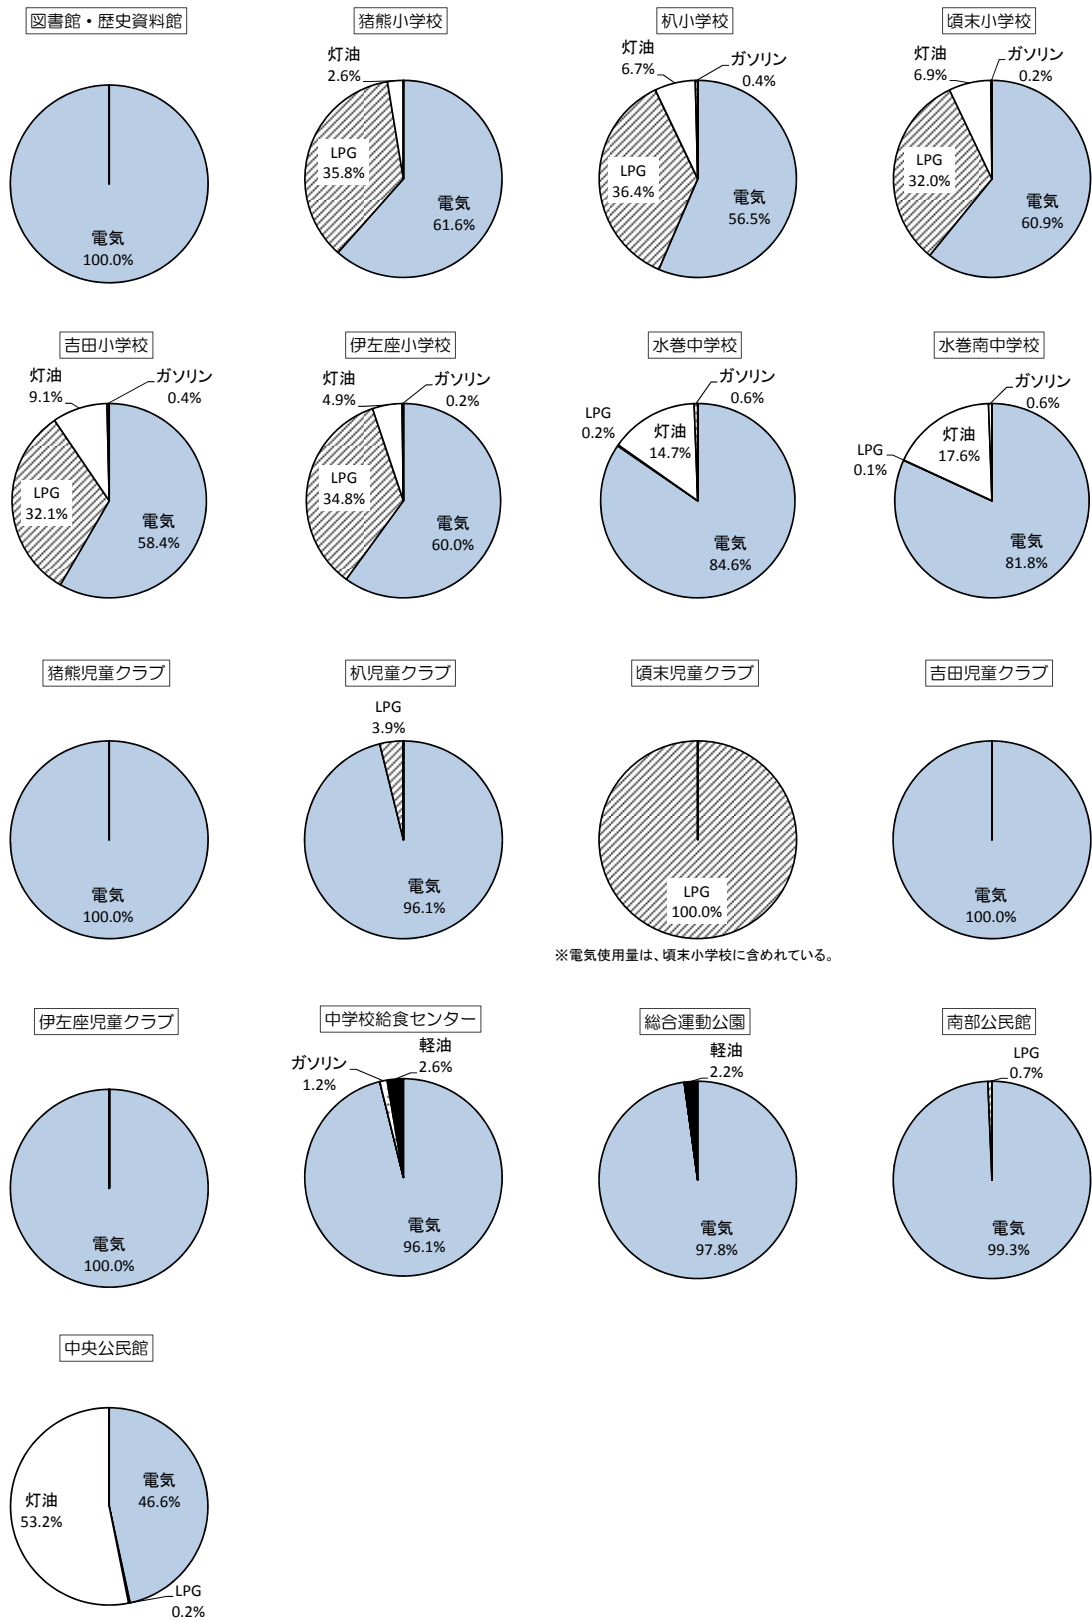 図書館・歴史資料館
電気
100.0%
猪熊小学校
灯油
2.6%
LPG
35.8%
電気
61.6%
杁小学校
灯油
6.7%
ガソリン
0.4%
LPG
36.4%
電気
56.5%
頃末小学校
灯油
6.9%
ガソリン
0.2%
LPG
32.0%
電気
60.9%
吉田小学校
灯油
9.1%
ガソリン
0.4%
LPG
32.1%
電気
58.4%
伊左座小学校
灯油
4.9%
ガソリン
0.2%
LPG
34.8%
電気
60.0%
水巻中学校
ガソリン
0.6%
LPG
0.2%
灯油
14.7%
電気
84.6%
水巻南中学校
ガソリン
0.6%
LPG
0.1%
灯油
17.6%
電気
81.8%
猪熊児童クラブ
電気
100.0%
杁児童クラブ
LPG
3.9%
電気
96.1%
頃末児童クラブ
LPG
100.0%
※電気使用量は、頃末小学校に含めれている。
吉田児童クラブ
電気
100.0%
伊左座児童クラブ
電気
100.0%
中学校給食センター
ガソリン
1.2%
軽油
2.6%
電気
96.1%
総合運動公園
軽油
2.2%
電気
97.8%
南部公民館
LPG
0.7%
電気
99.3%
中央公民館
灯油
53.2%
電気
46.6%
LPG
0.2%